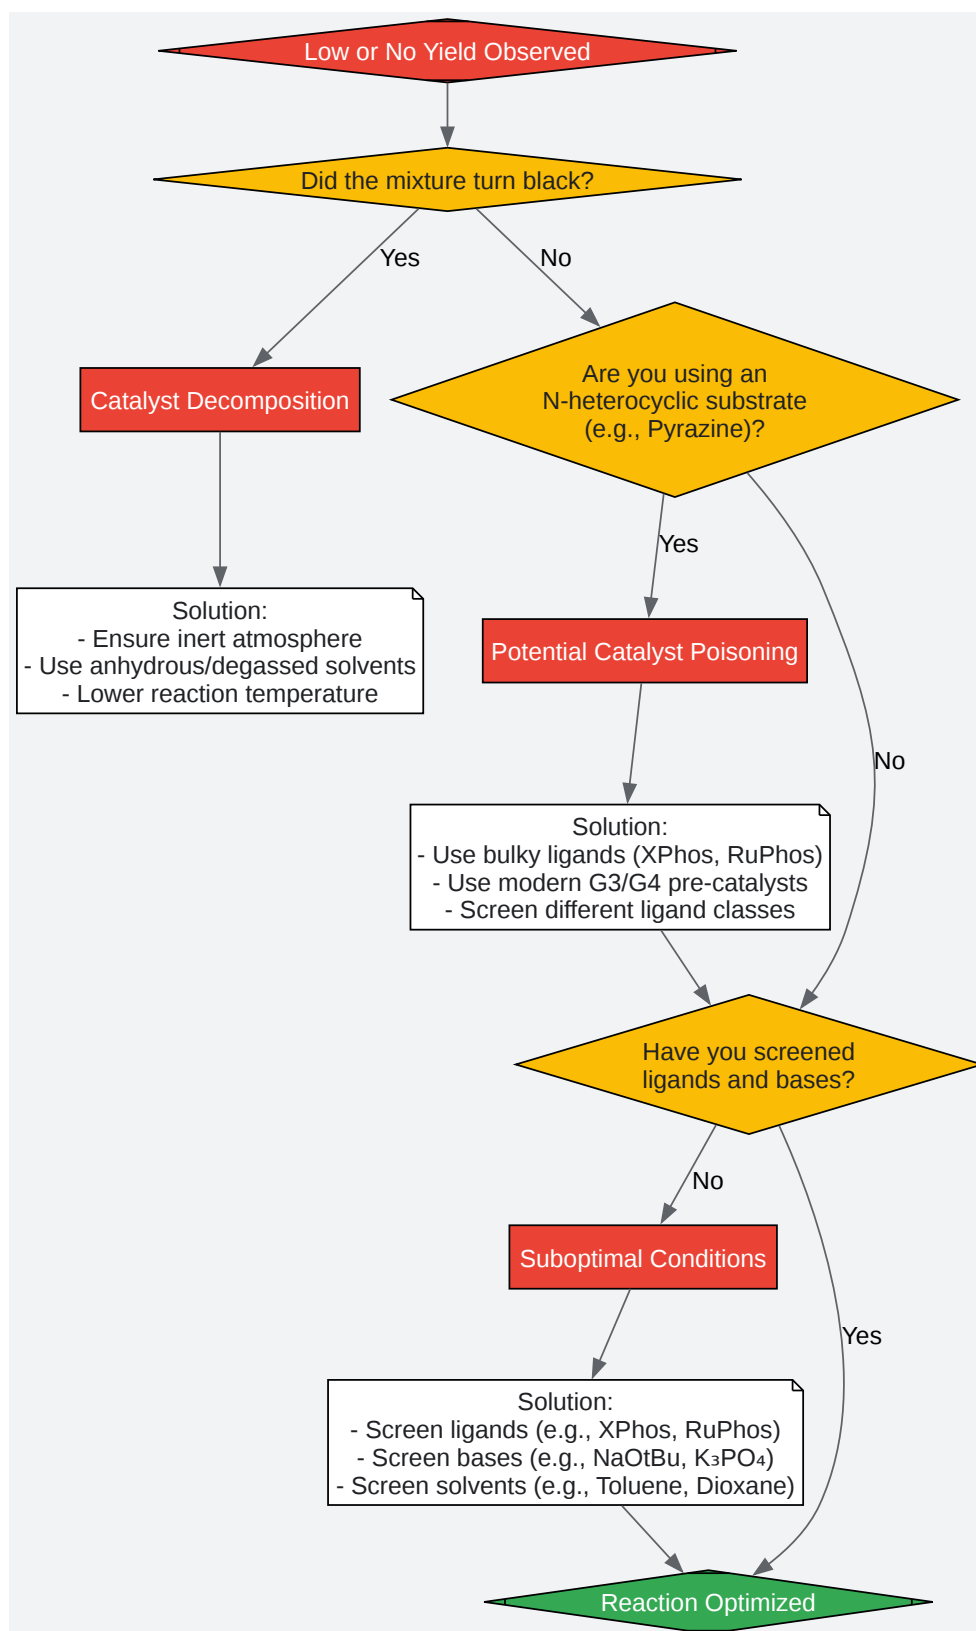 Low or No Yield Observed
Did the mixture turn black?
Yes
No
Are you using an
N-heterocyclic substrate
(e.g., Pyrazine)?
Catalyst Decomposition
Yes
Solution:
- Ensure inert atmosphere
- Use anhydrous/degassed solvents
- Lower reaction temperature
Potential Catalyst Poisoning
No
Solution:
- Use bulky ligands (XPhos, RuPhos)
- Use modern G3/G4 pre-catalysts
- Screen different ligand classes
Have you screened
ligands and bases?
No
Suboptimal Conditions
Yes
Solution:
- Screen ligands (e.g., XPhos, RuPhos)
- Screen bases (e.g., NaOtBu, K₃PO₄)
- Screen solvents (e.g., Toluene, Dioxane)
Reaction Optimized